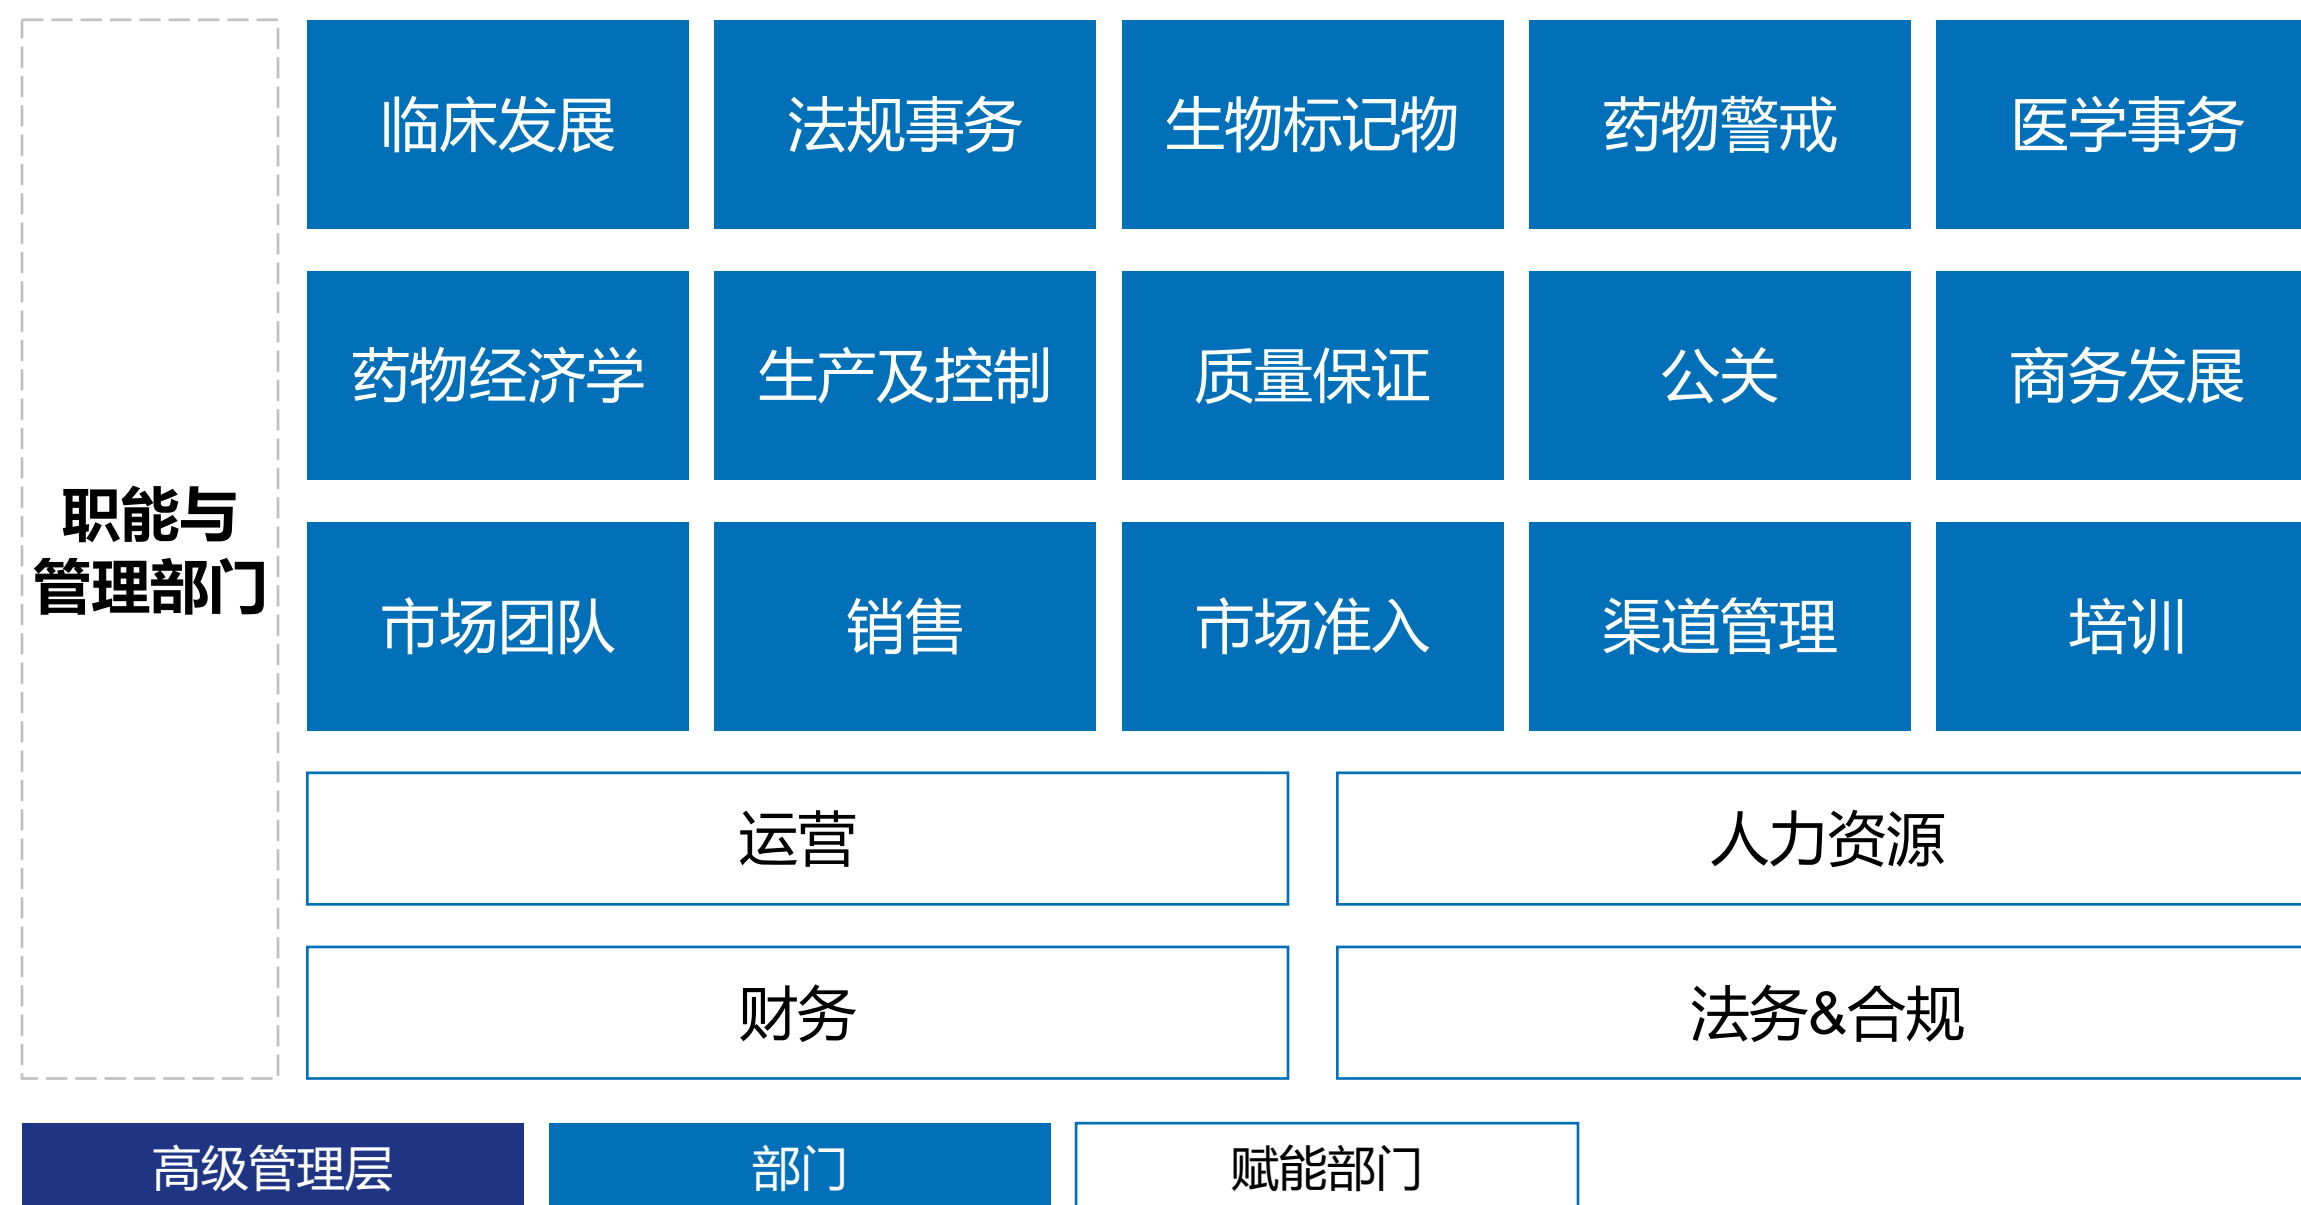 临床发展
法规事务
生物标记物
药物警戒
医学事务
药物经济学
生产及控制
质量保证
公关
商务发展
职能与
管理部门
市场团队
销售
市场准入
渠道管理
培训
运营
人力资源
财务
法务&合规
高级管理层
部门
赋能部门